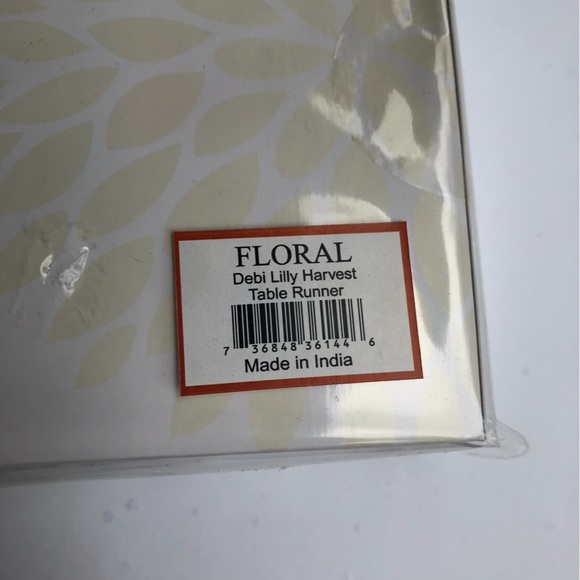 FLORAL
Debi Lilly Harvest
Table Runner
7 36848 36144 6
Made in India